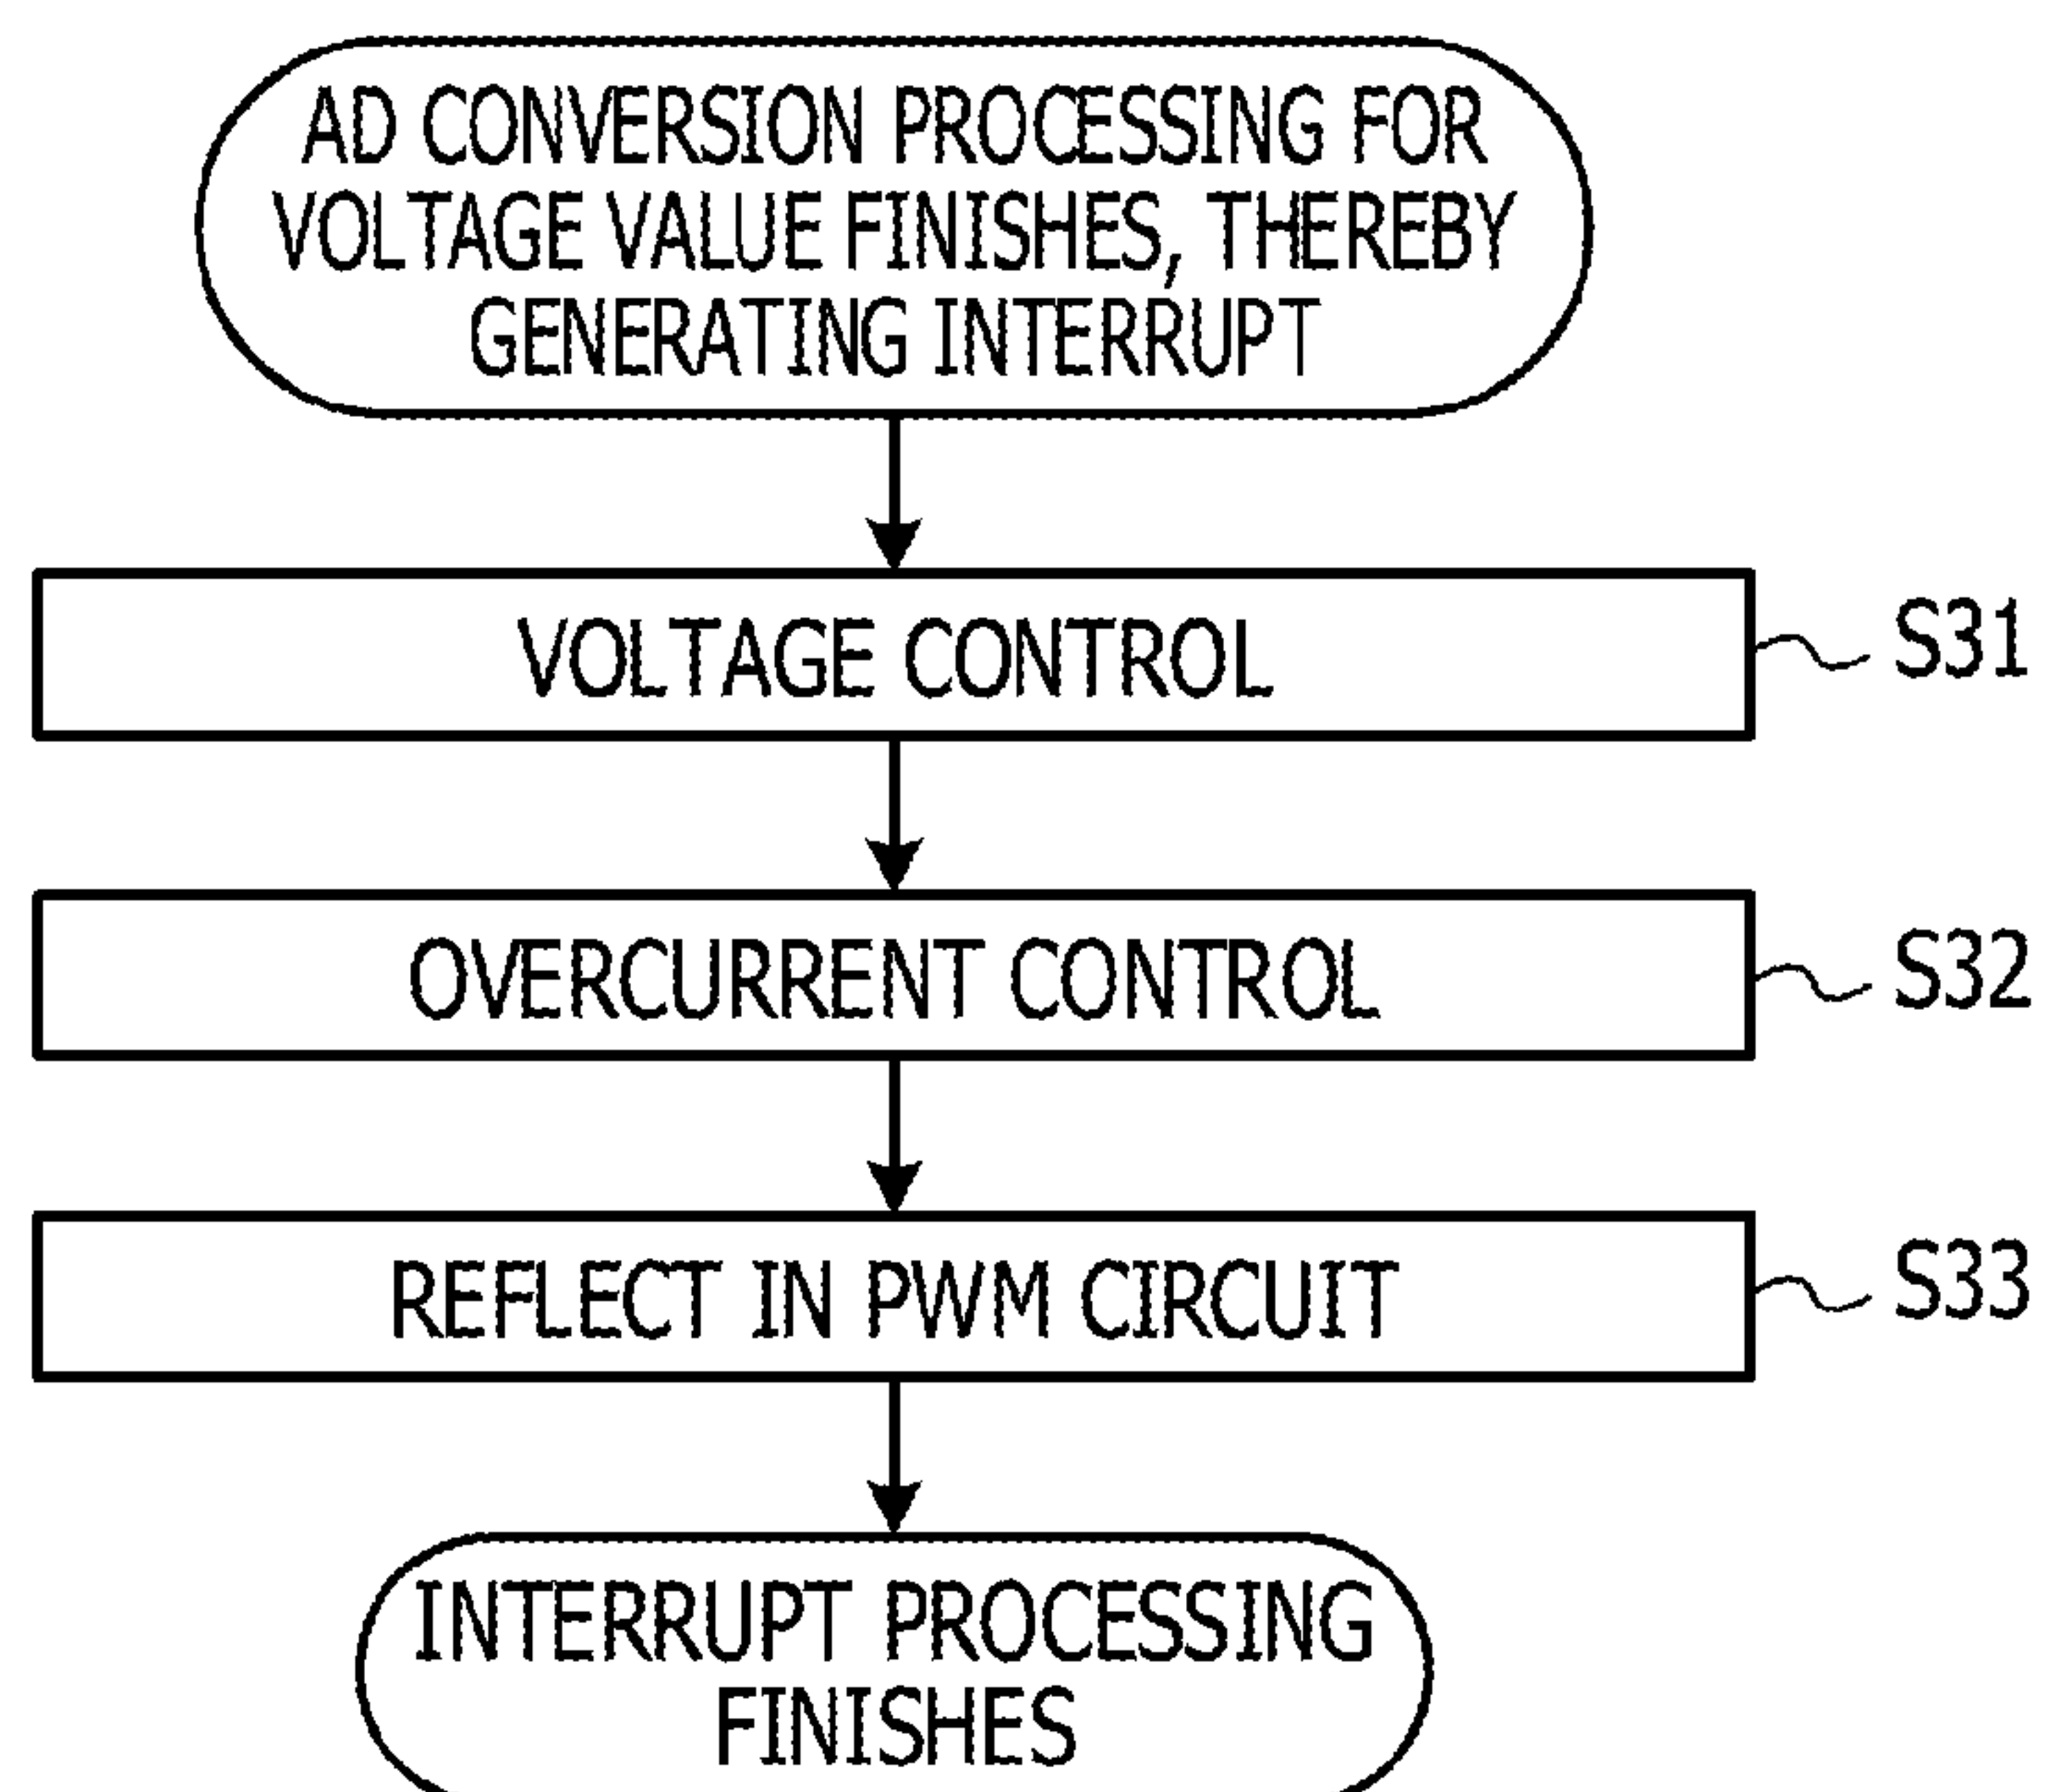 AD CONVERSION PROCESSING FOR
VOLTAGE VALUE FINISHES, THEREBY
GENERATING INTERRUPT
VOLTAGE CONTROL
S31
OVERCURRENT CONTROL
S32
REFLECT IN PWM CIRCUIT
S33
INTERRUPT PROCESSING
FINISHES